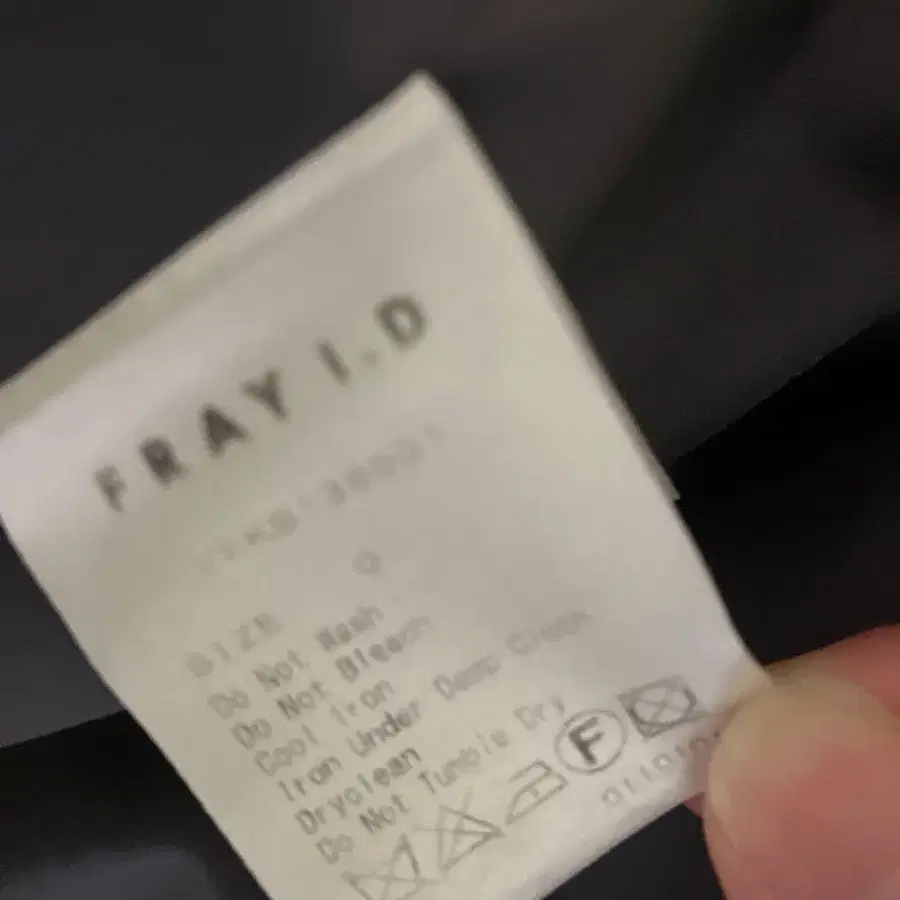 FRAY I.D
SIZE 0
Do Not Wash
Do Not Bleach
Cool Iron
Iron Under Damp Cloth
Dryclean
Do Not Tumble Dry
F